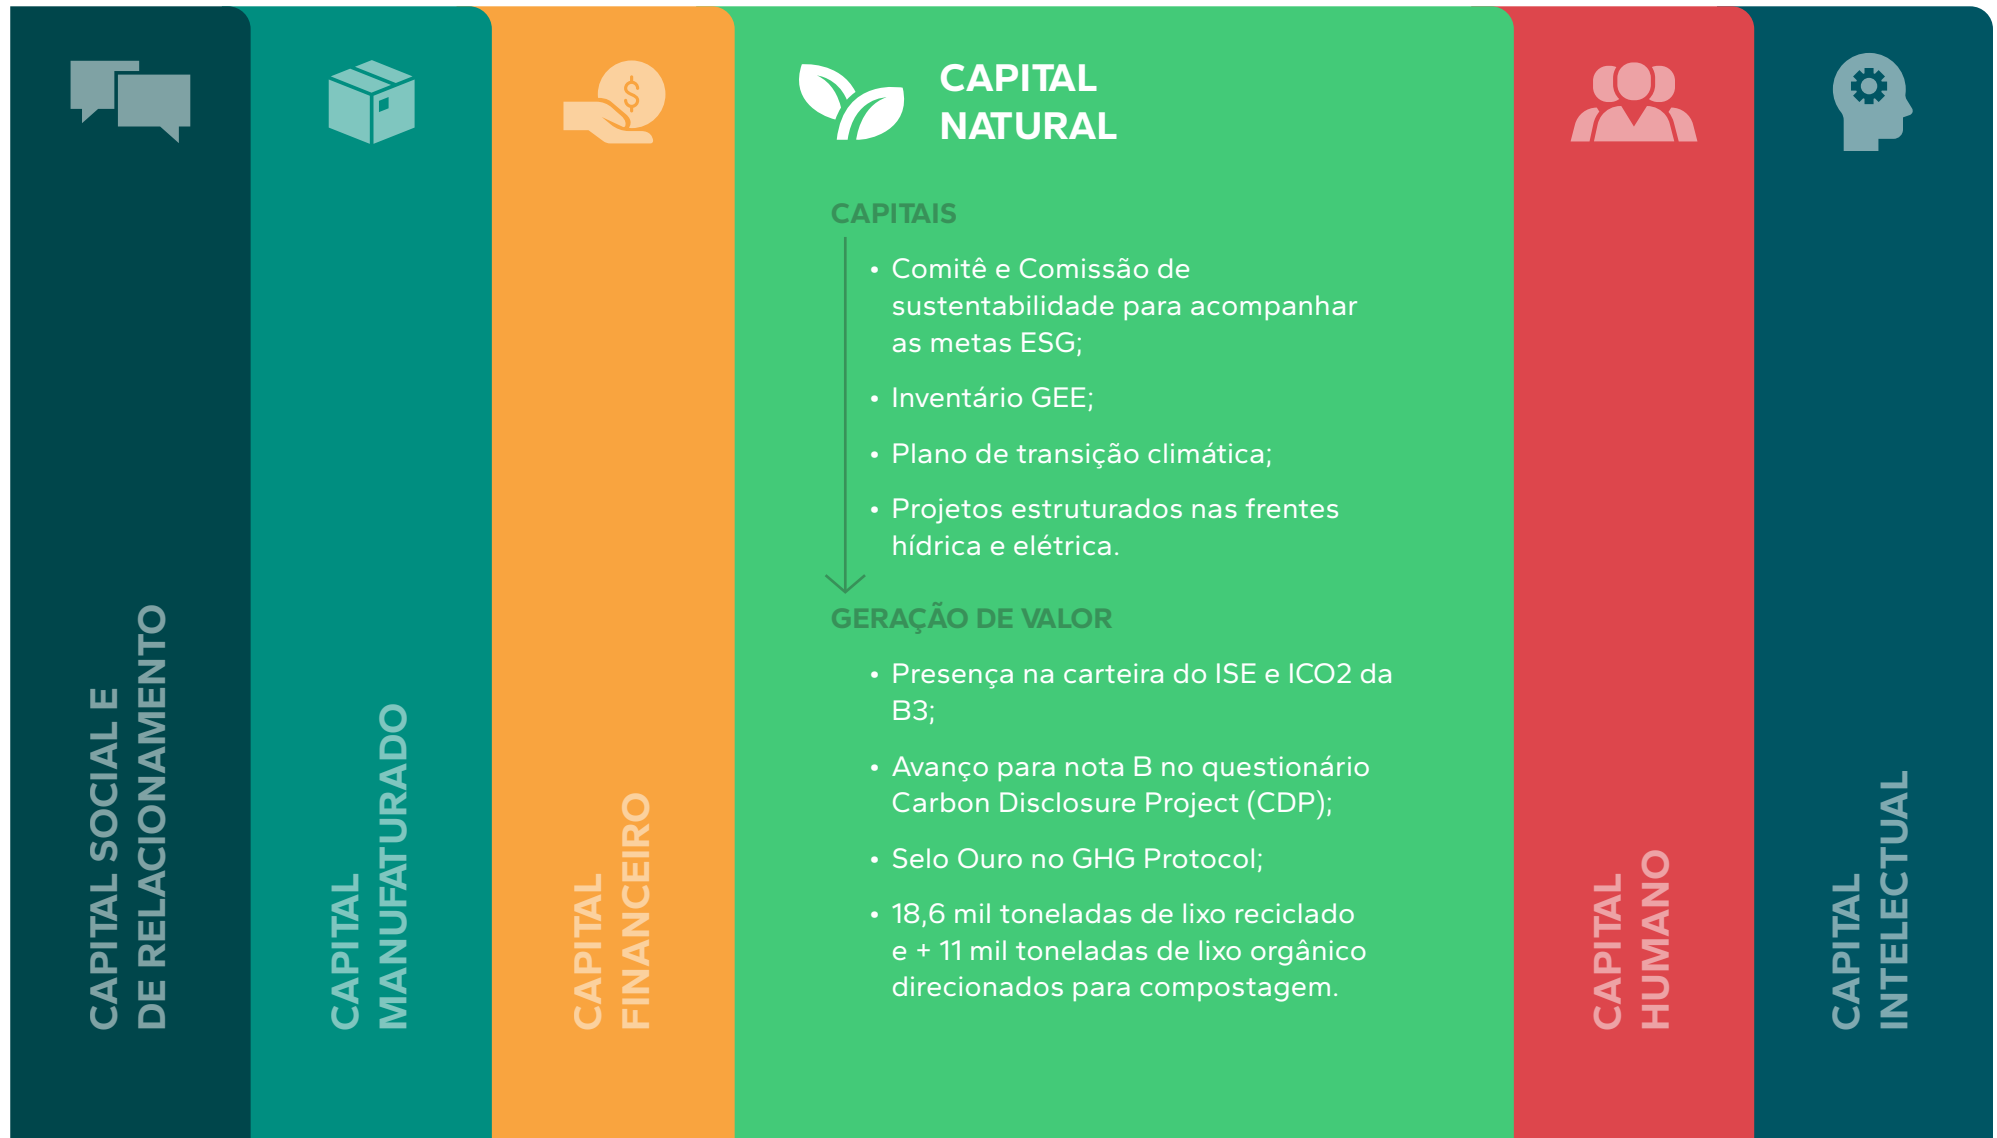 CAPITAL SOCIAL E
DE RELACIONAMENTO
CAPITAL
MANUFATURADO
CAPITAL
FINANCEIRO
$
CAPITAL
NATURAL
CAPITAIS
• Comitê e Comissão de
sustentabilidade para acompanhar
as metas ESG;
• Inventário GEE;
• Plano de transição climática;
• Projetos estruturados nas frentes
hídrica e elétrica.
GERAÇÃO DE VALOR
• Presença na carteira do ISE e ICO2 da
B3;
• Avanço para nota B no questionário
Carbon Disclosure Project (CDP);
• Selo Ouro no GHG Protocol;
• 18,6 mil toneladas de lixo reciclado
e + 11 mil toneladas de lixo orgânico
direcionados para compostagem.
CAPITAL
HUMANO
CAPITAL
INTELECTUAL